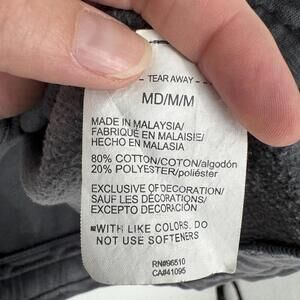 - TEAR AWAY -
MD/M/M
MADE IN MALAYSIA/
FABRIQUÉ EN MALAISIE/
HECHO EN MALASIA
80% COTTON/COTON/algodón
20% POLYESTER/poliéster
EXCLUSIVE OF DECORATION/
SAUF LES DÉCORATIONS/
EXCEPTO DECORACIÓN
*WITH LIKE COLORS. DO
NOT USE SOFTENERS
RN#96510
CA#41095